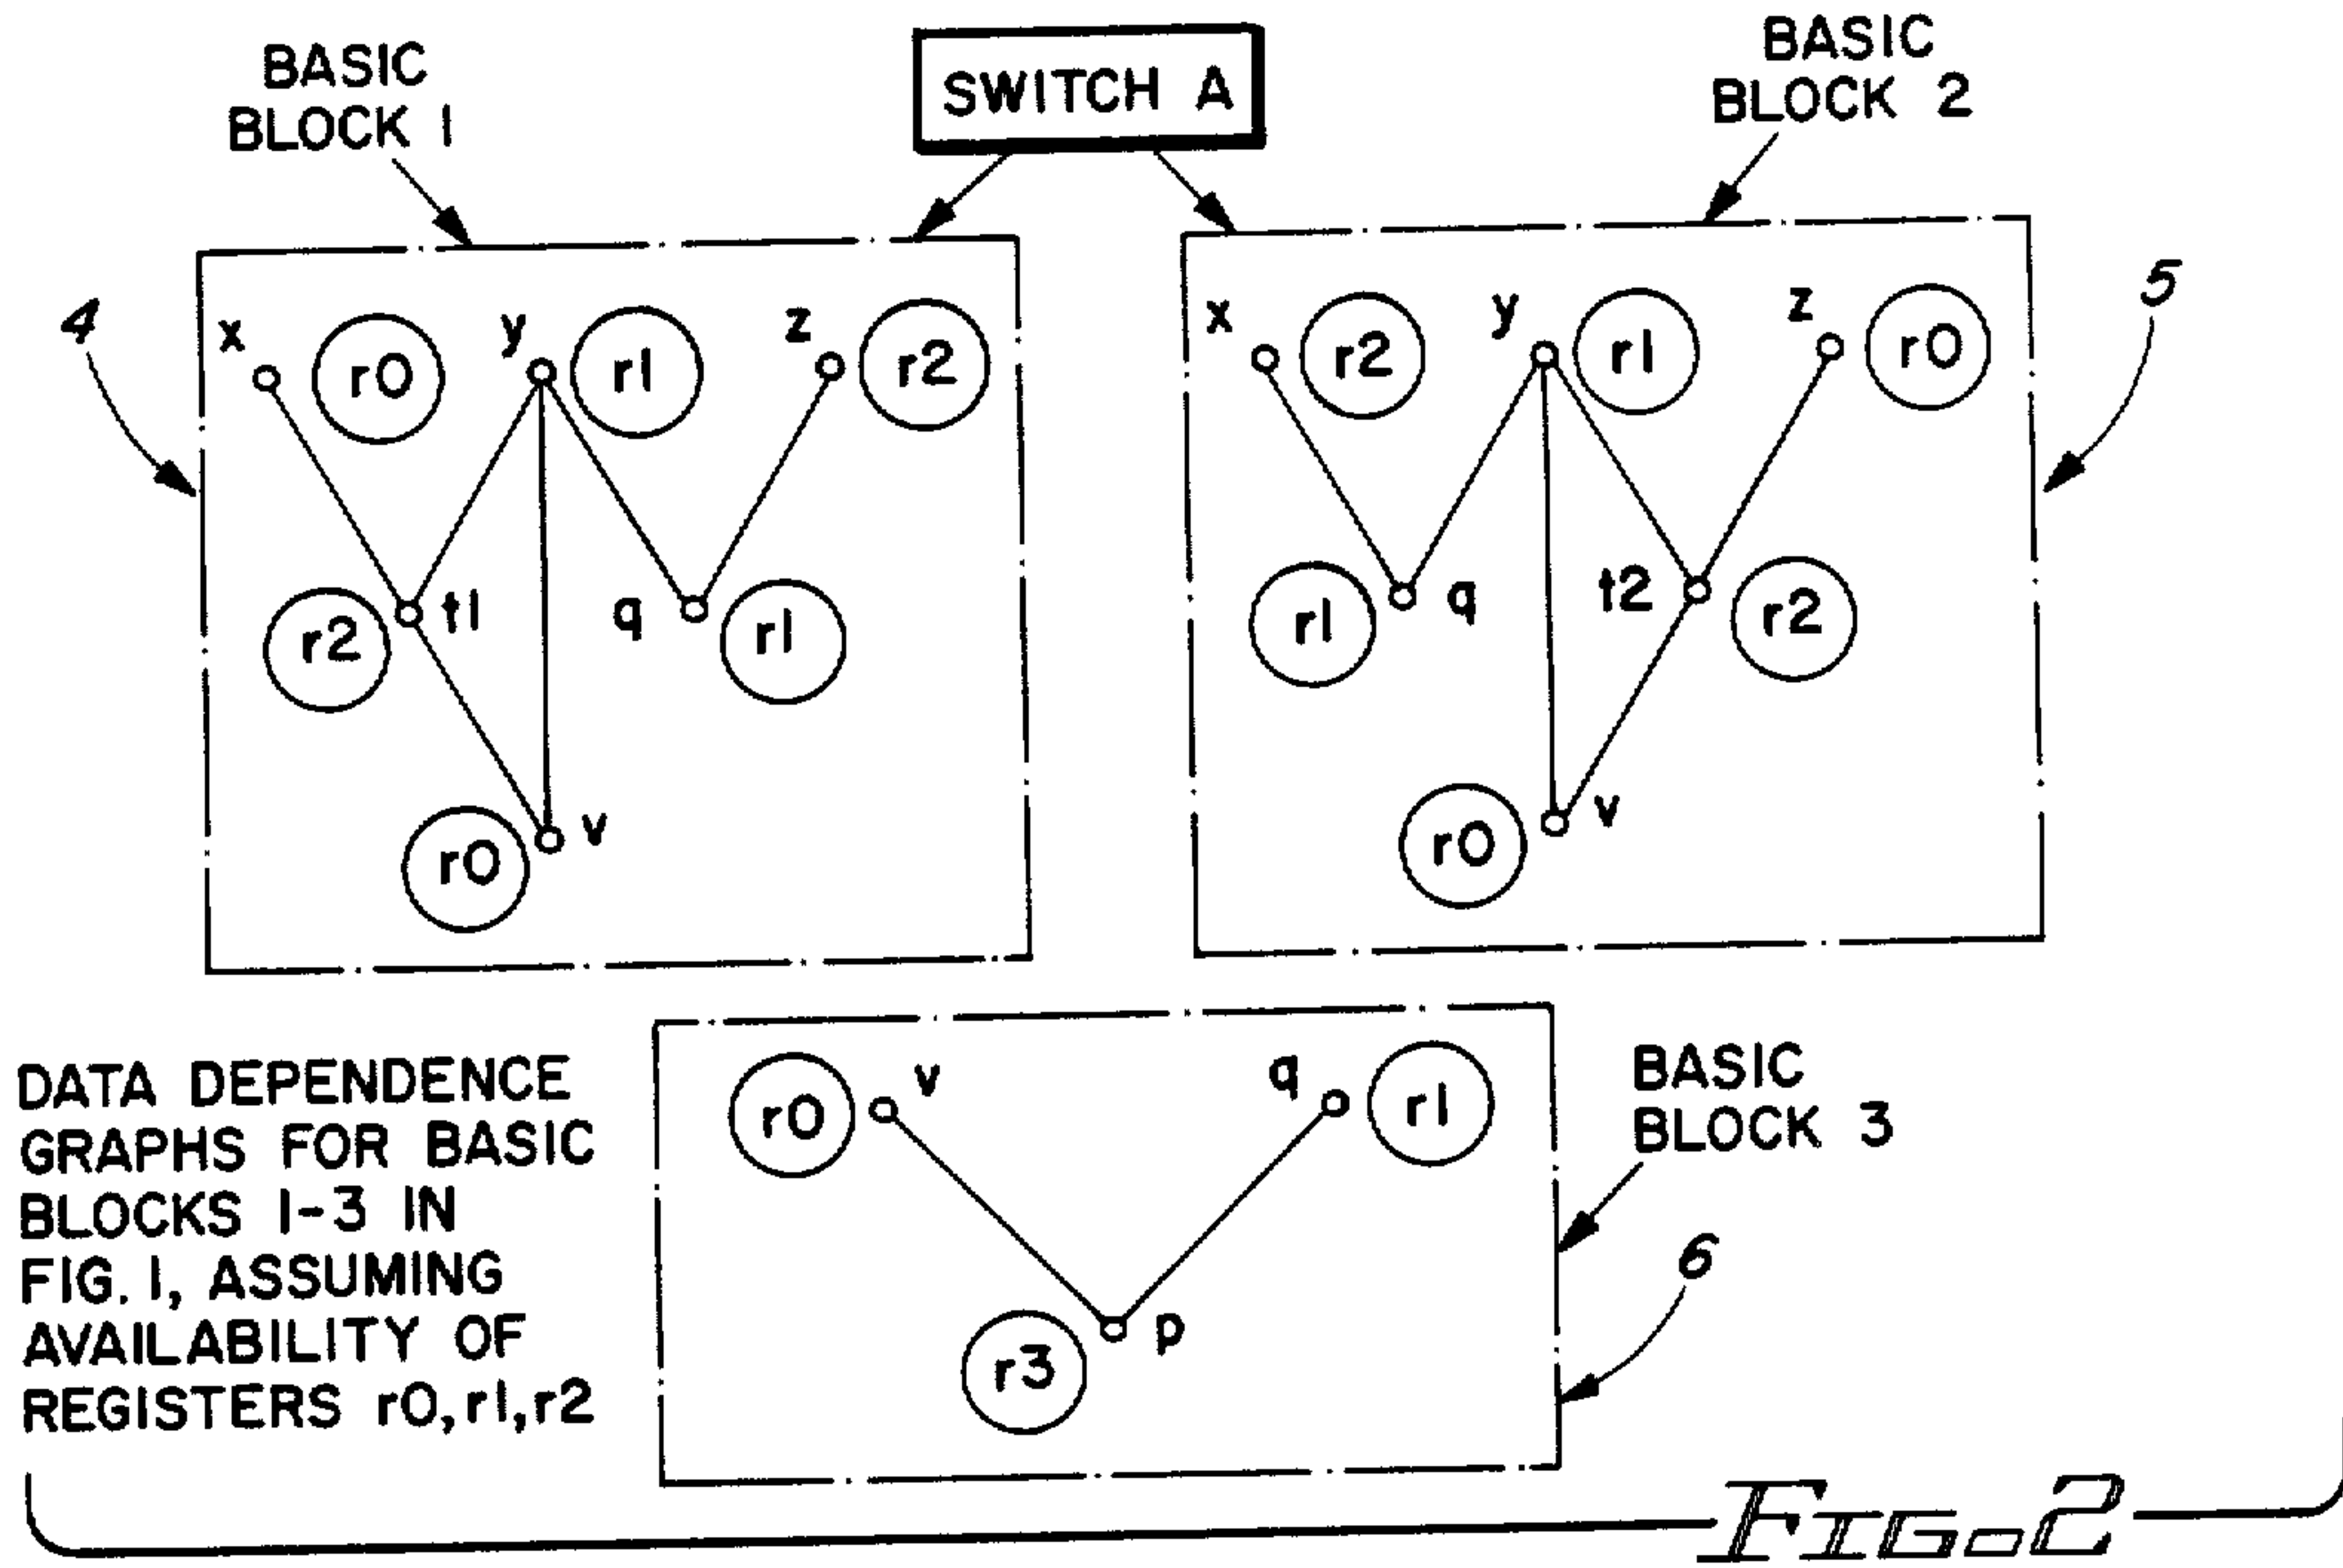 BASIC
BLOCK 1
SWITCH A
BASIC
BLOCK 2
4
x
r0
y
r1
z
r2
r2
t1
q
r1
r0
v
x
r2
y
r1
z
r0
5
r1
q
t2
r2
r0
v
DATA DEPENDENCE
GRAPHS FOR BASIC
BLOCKS 1-3 IN
FIG. 1, ASSUMING
AVAILABILITY OF
REGISTERS r0, r1, r2
r0
v
q
r1
r3
p
BASIC
BLOCK 3
6
FIG. 2